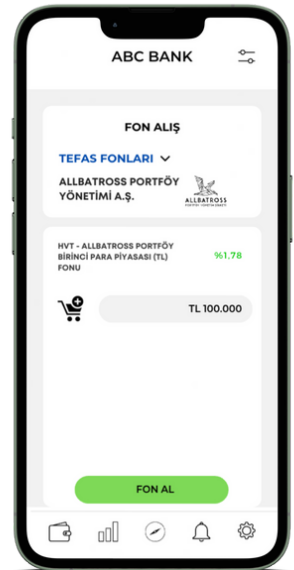 ABC BANK
FON ALIŞ
TEFAS FONLARI
ALLBATROSS PORTFÖY
YÖNETİMİ A.Ş.
ALLBATROSS
HVT - ALLBATROSS PORTFÖY
BİRİNCİ PARA PİYASASI (TL)
FONU
%1.78
TL 100.000
FON AL